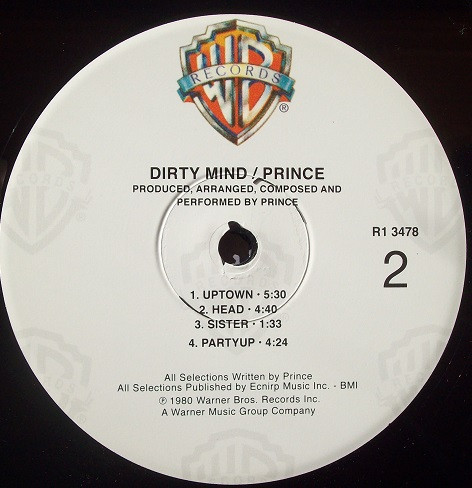 RECORDS
®
DIRTY MIND / PRINCE
PRODUCED, ARRANGED, COMPOSED AND
PERFORMED BY PRINCE
R1 3478
2
1. UPTOWN · 5:30
2. HEAD · 4:40
3. SISTER · 1:33
4. PARTYUP · 4:24
All Selections Written by Prince
All Selections Published by Ecnirp Music Inc. - BMI
℗ 1980 Warner Bros. Records Inc.
A Warner Music Group Company